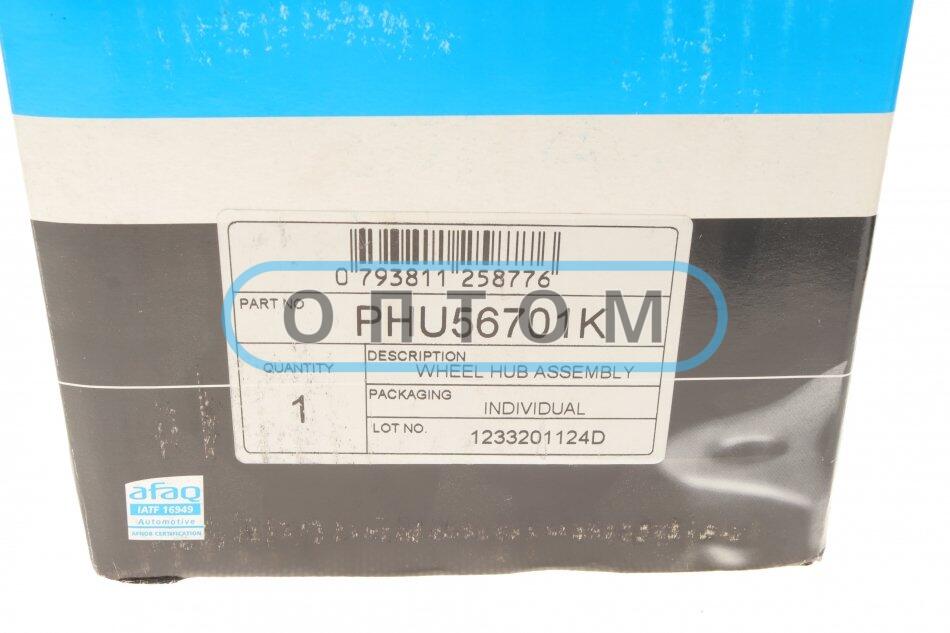 0 793811 258776
PART NO
PHU56701K
ОПТОМ
QUANTITY
1
DESCRIPTION
WHEEL HUB ASSEMBLY
PACKAGING
INDIVIDUAL
LOT NO.
1233201124D
afaq
IATF 16949
Automotive
AFNOR CERTIFICATION